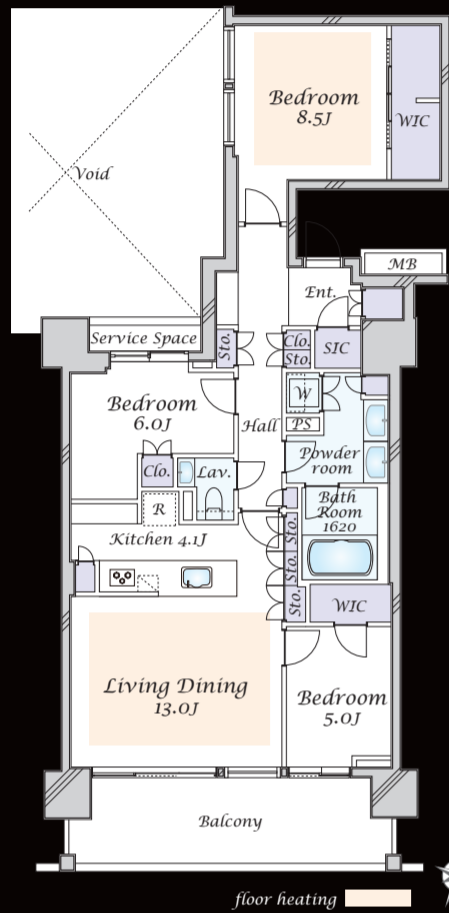 Bedroom
8.5J
WIC
Void
MB
Ent.
Service Space
Sto.
Clo.
Sto.
SIC
Bedroom
6.0J
W
Hall
PS
Powder
room
Clo.
Lav.
R
Bath
Room
1620
Sto.
Kitchen 4.1J
Sto.
Sto.
WIC
Living Dining
13.0J
Bedroom
5.0J
Balcony
floor heating